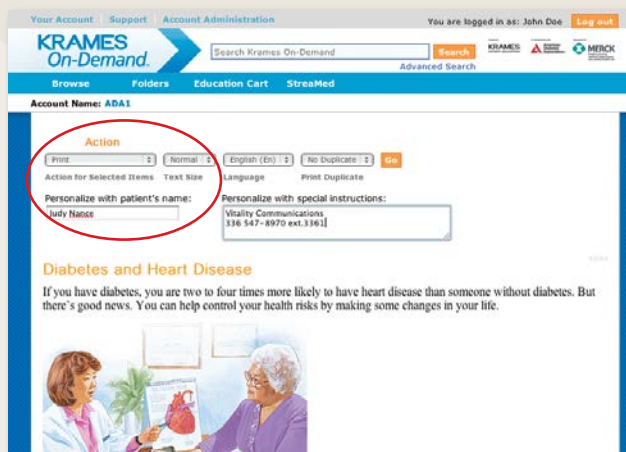 Your Account Support Account Administration
You are logged in as: John Doe Log out
KRAMES
On-Demand.
Search Krames On-Demand Search
Advanced Search
KRAMES MERCK
Browse Folders Education Cart StreaMed
Account Name: ADA1
Action
Print Normal English (En) No Duplicate Go
Action for Selected Items Text Size Language Print Duplicate
Personalize with patient's name: Personalize with special instructions:
Judy Nance Vitality Communications
336 547-8970 ext.3361
Diabetes and Heart Disease
If you have diabetes, you are two to four times more likely to have heart disease than someone without diabetes. But
there's good news. You can help control your health risks by making some changes in your life.